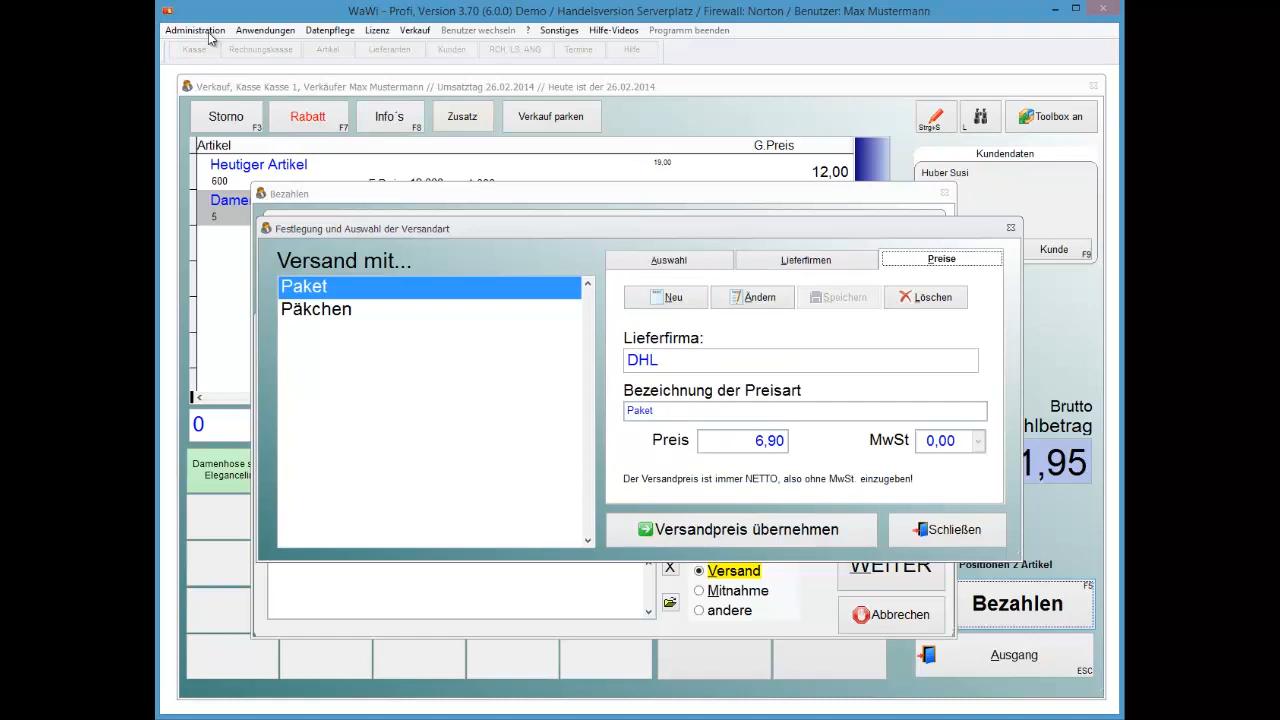 WaWi - Profi, Version 3.70 (6.0.0) Demo / Handelsversion Serverplatz / Firewall: Norton / Benutzer: Max Mustermann
Administration Anwendungen Datenpflege Lizenz Verkauf Benutzer wechseln ? Sonstiges Hilfe-Videos Programm beenden
Kasse Rechnungskasse Artikel Lieferanten Kunden RCH, LS, ANG Termine Hilfe
Verkauf, Kasse Kasse 1, Verkäufer Max Mustermann // Umsatztag 26.02.2014 // Heute ist der 26.02.2014
Storno F3 Rabatt F7 Info´s F8 Zusatz Verkauf parken Strg+S L Toolbox an
Artikel G.Preis
Kundendaten
Heutiger Artikel 19,00 12,00
Huber Susi
600
Dame
5
Bezahlen
Kunde F9
Festlegung und Auswahl der Versandart
Versand mit...
Paket
Päkchen
Auswahl Lieferfirmen Preise
Neu Ändern Speichern Löschen
Lieferfirma:
DHL
Bezeichnung der Preisart
Paket
Preis 6,90 MwSt 0,00
Der Versandpreis ist immer NETTO, also ohne MwSt. einzugeben!
Versandpreis übernehmen Schließen
0
Brutto
hlbetrag
1,95
Damenhose s
Elegancelin
X
Versand
Mitnahme
andere
WEITER
Abbrechen
Positionen 2 Artikel
Bezahlen F5
Ausgang
ESC